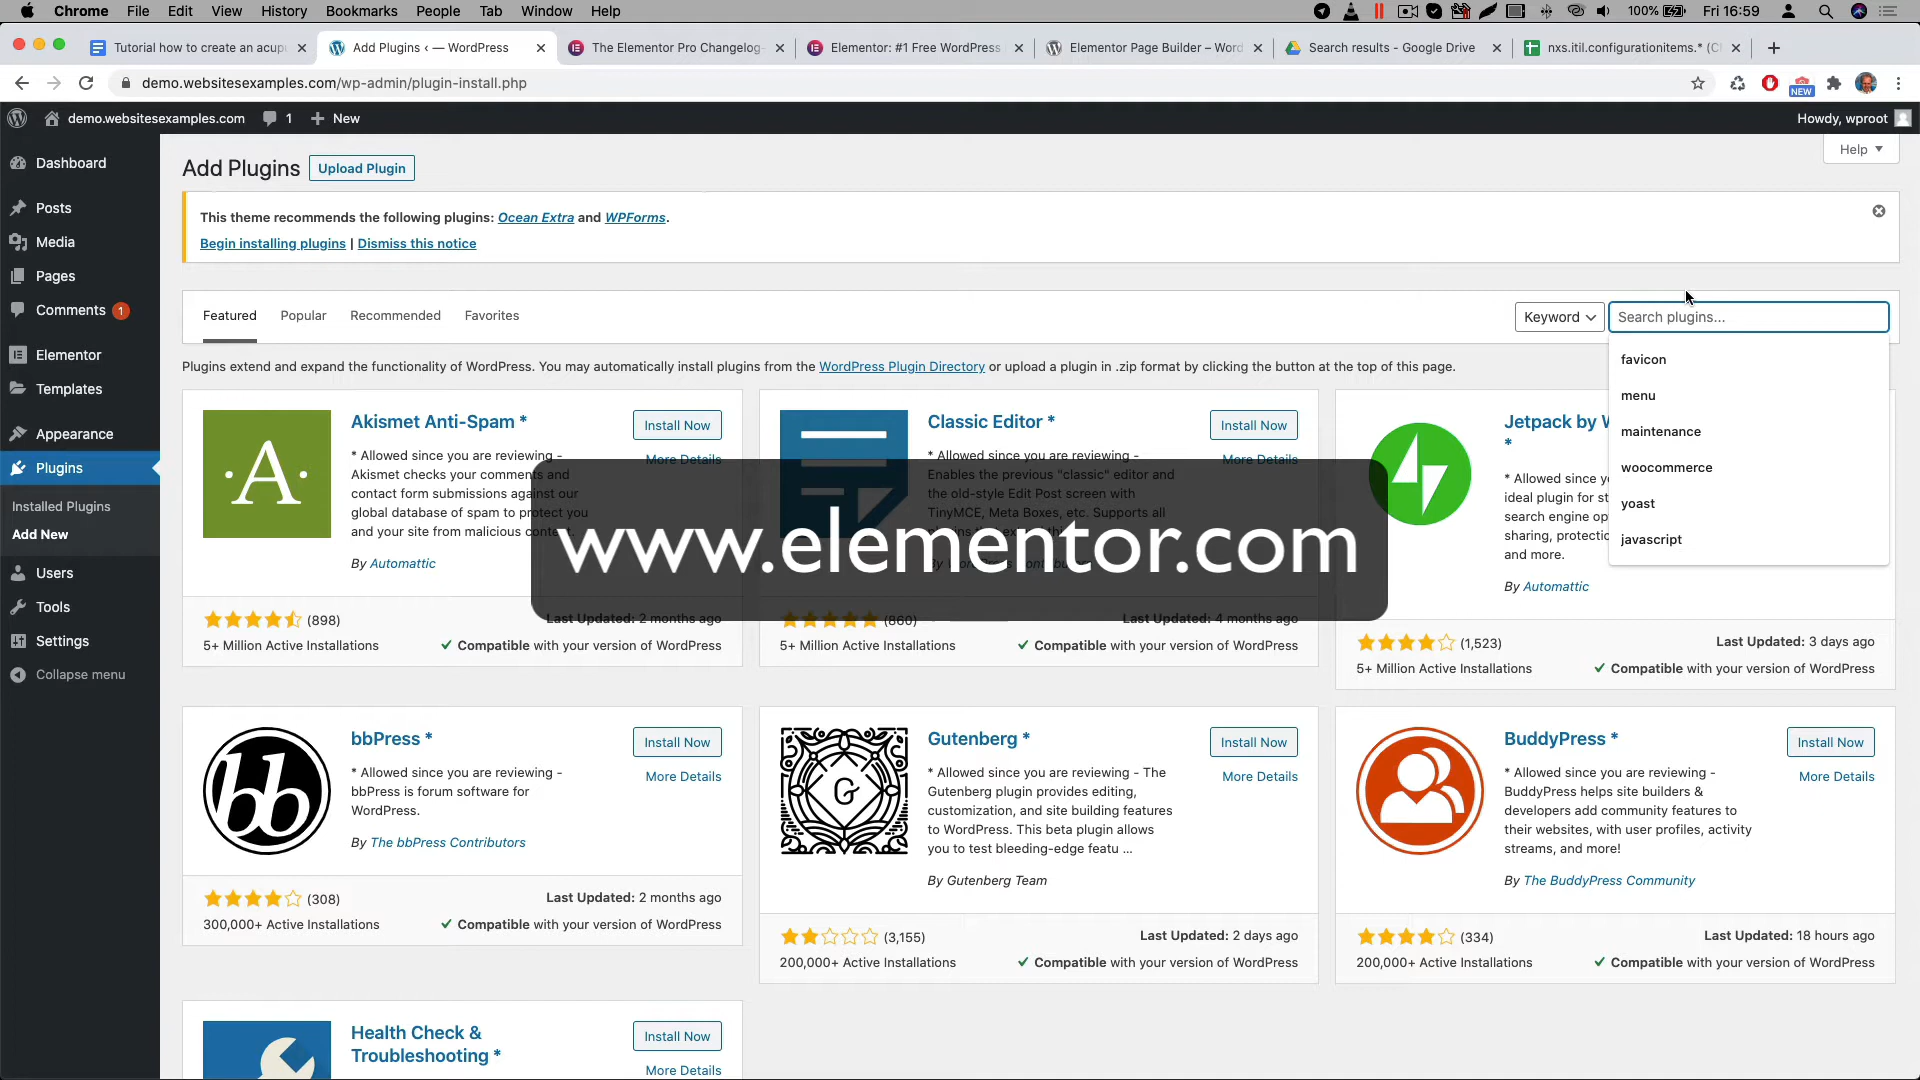 Chrome File Edit View History Bookmarks People Tab Window Help 100% Fri 16:59
Tutorial how to create an acupu Add Plugins ‹ — WordPress The Elementor Pro Changelog- Elementor: #1 Free WordPress Elementor Page Builder – Word Search results - Google Drive nxs.itil.configurationitems.* (C
demo.websitesexamples.com/wp-admin/plugin-install.php NEW
demo.websitesexamples.com 1 New Howdy, wproot
Dashboard
Posts
Media
Pages
Comments 1
Elementor
Templates
Appearance
Plugins
Installed Plugins
Add New
Users
Tools
Settings
Collapse menu
Help
Add Plugins Upload Plugin
This theme recommends the following plugins: Ocean Extra and WPForms.
Begin installing plugins | Dismiss this notice
Featured Popular Recommended Favorites Keyword Search plugins...
favicon
menu
maintenance
woocommerce
yoast
javascript
Plugins extend and expand the functionality of WordPress. You may automatically install plugins from the WordPress Plugin Directory or upload a plugin in .zip format by clicking the button at the top of this page.
Akismet Anti-Spam * Install Now
More Details
* Allowed since you are reviewing -
Akismet checks your comments and
contact form submissions against our
global database of spam to protect you
and your site from malicious content.
By Automattic
(898) Last Updated: 2 months ago
5+ Million Active Installations Compatible with your version of WordPress
Classic Editor * Install Now
More Details
* Allowed since you are reviewing -
Enables the previous "classic" editor and
the old-style Edit Post screen with
TinyMCE, Meta Boxes, etc. Supports all
(860) Last Updated: 4 months ago
5+ Million Active Installations Compatible with your version of WordPress
Jetpack by W
*
* Allowed since y
ideal plugin for st
search engine op
sharing, protectio
and more.
By Automattic
(1,523) Last Updated: 3 days ago
5+ Million Active Installations Compatible with your version of WordPress
www.elementor.com
bbPress * Install Now
More Details
* Allowed since you are reviewing -
bbPress is forum software for
WordPress.
By The bbPress Contributors
(308) Last Updated: 2 months ago
300,000+ Active Installations Compatible with your version of WordPress
Gutenberg * Install Now
More Details
* Allowed since you are reviewing - The
Gutenberg plugin provides editing,
customization, and site building features
to WordPress. This beta plugin allows
you to test bleeding-edge featu ...
By Gutenberg Team
(3,155) Last Updated: 2 days ago
200,000+ Active Installations Compatible with your version of WordPress
BuddyPress * Install Now
More Details
* Allowed since you are reviewing -
BuddyPress helps site builders &
developers add community features to
their websites, with user profiles, activity
streams, and more!
By The BuddyPress Community
(334) Last Updated: 18 hours ago
200,000+ Active Installations Compatible with your version of WordPress
Health Check & Install Now
Troubleshooting *
More Details